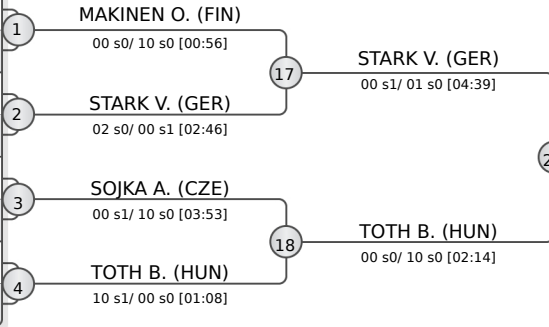 MAKINEN O. (FIN)
1
00 s0/ 10 s0 [00:56]
STARK V. (GER)
17
00 s1/ 01 s0 [04:39]
STARK V. (GER)
2
02 s0/ 00 s1 [02:46]
SOJKA A. (CZE)
3
00 s1/ 10 s0 [03:53]
TOTH B. (HUN)
18
00 s0/ 10 s0 [02:14]
TOTH B. (HUN)
4
10 s1/ 00 s0 [01:08]